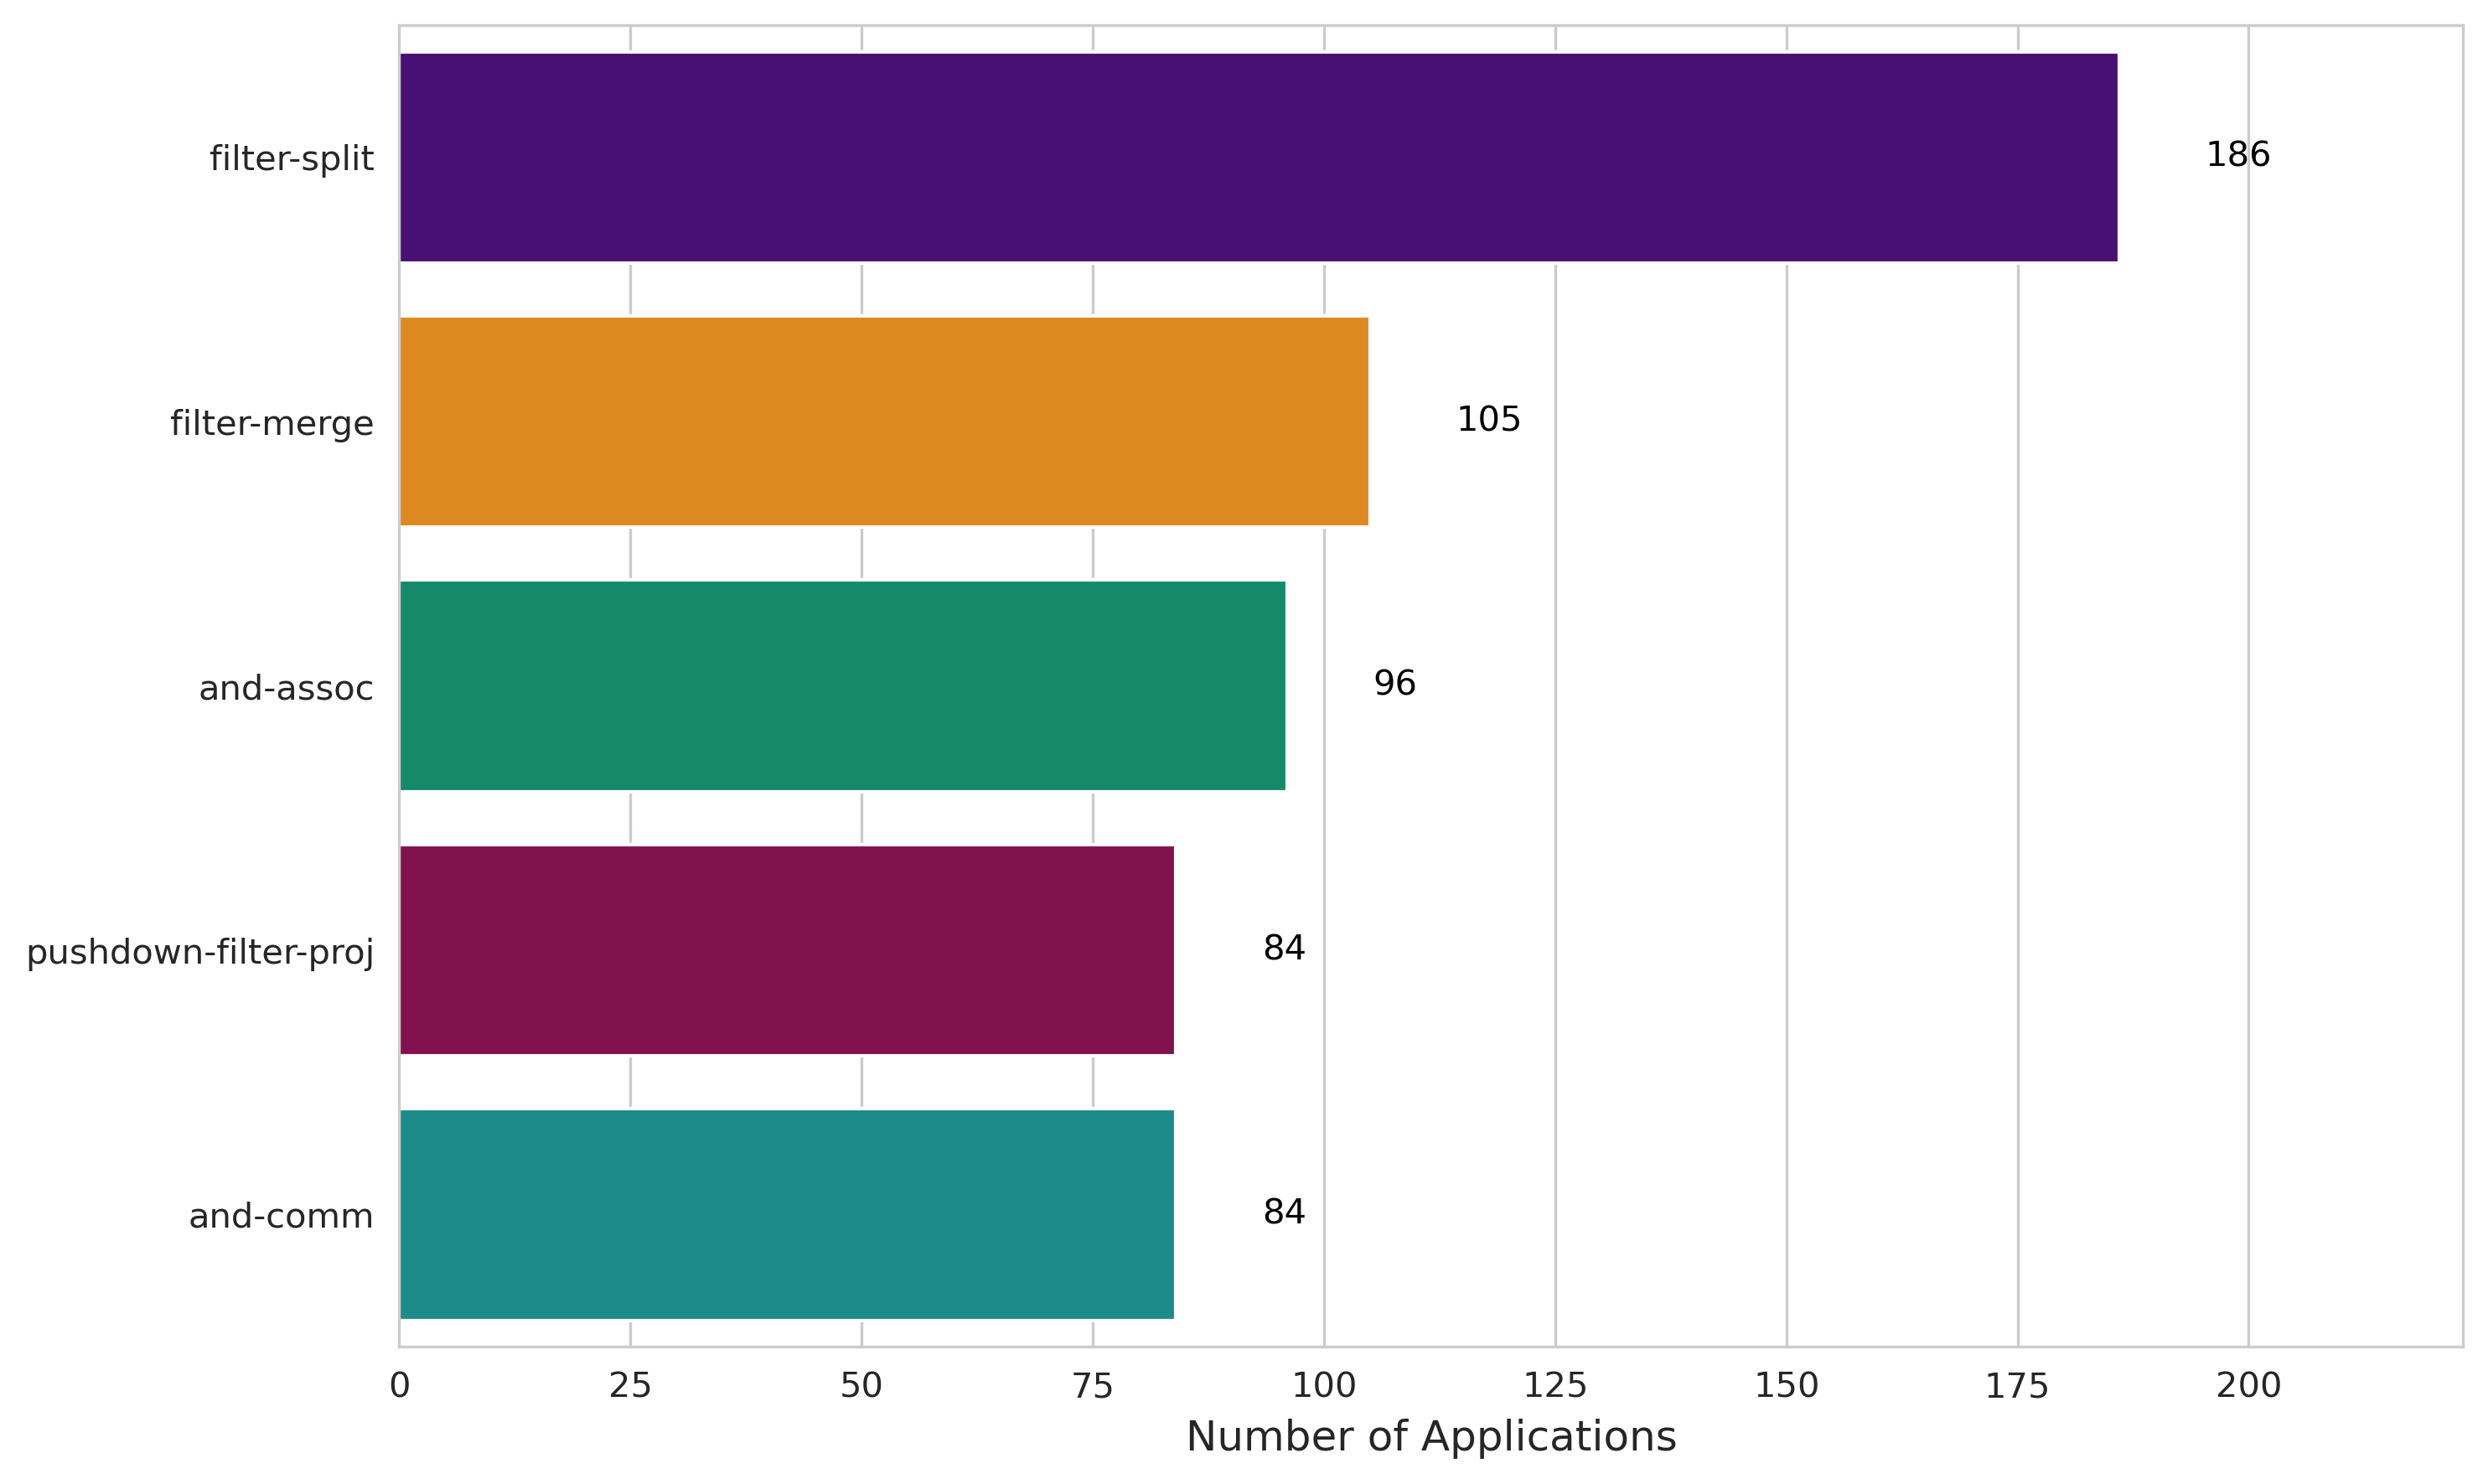 filter-split
186
filter-merge
105
and-assoc
96
pushdown-filter-proj
84
and-comm
84
0 25 50 75 100 125 150 175 200
Number of Applications